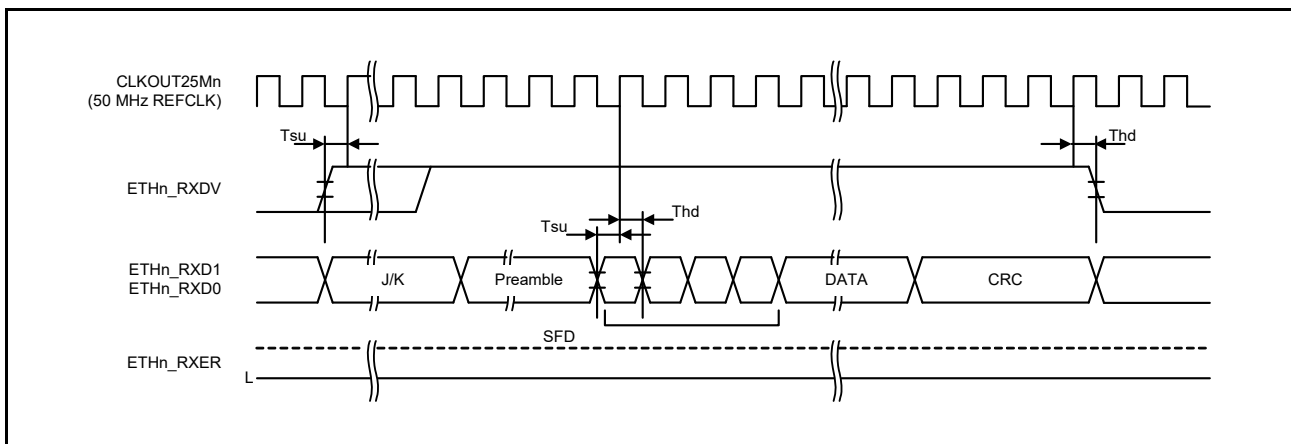 CLKOUT25Mn
(50 MHz REFCLK)
Tsu
Thd
ETHn_RXDV
Tsu
Thd
ETHn_RXD1
ETHn_RXD0
J/K
Preamble
DATA
CRC
SFD
ETHn_RXER
L